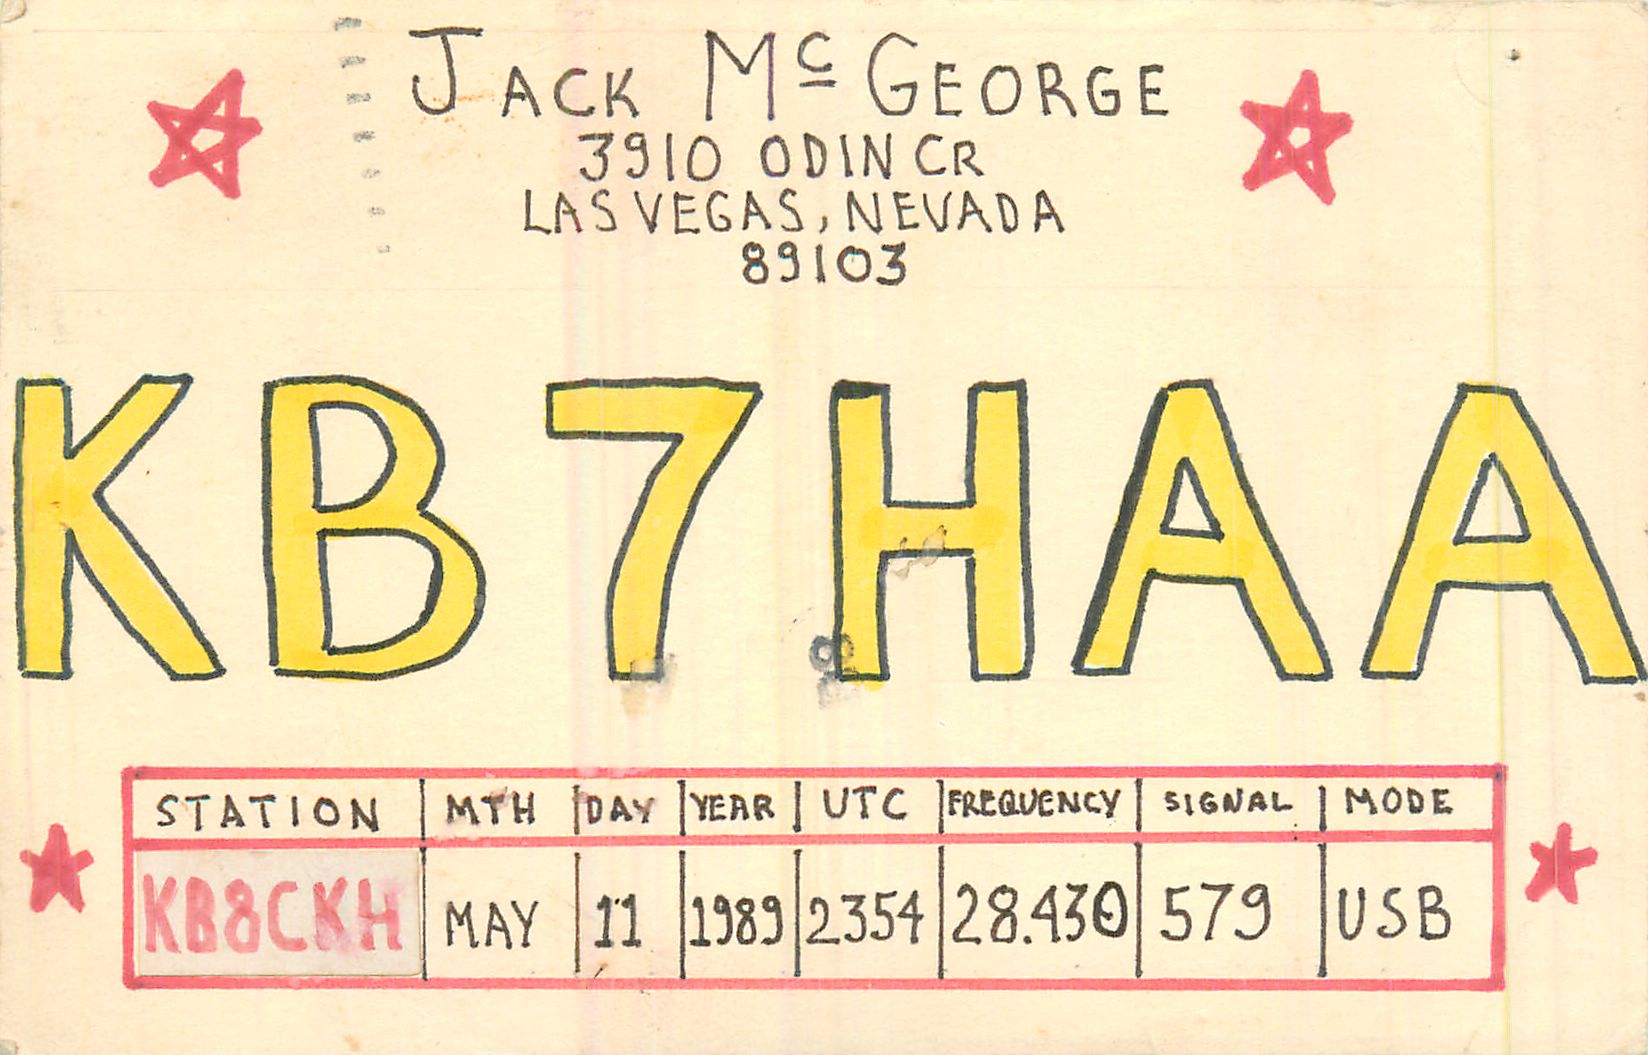 JACK McGEORGE
3910 ODIN CR
LAS VEGAS, NEVADA
89103
KB7HAA
STATION MTH DAY YEAR UTC FREQUENCY SIGNAL MODE
KB8CKH MAY 11 1989 2354 28.430 579 USB